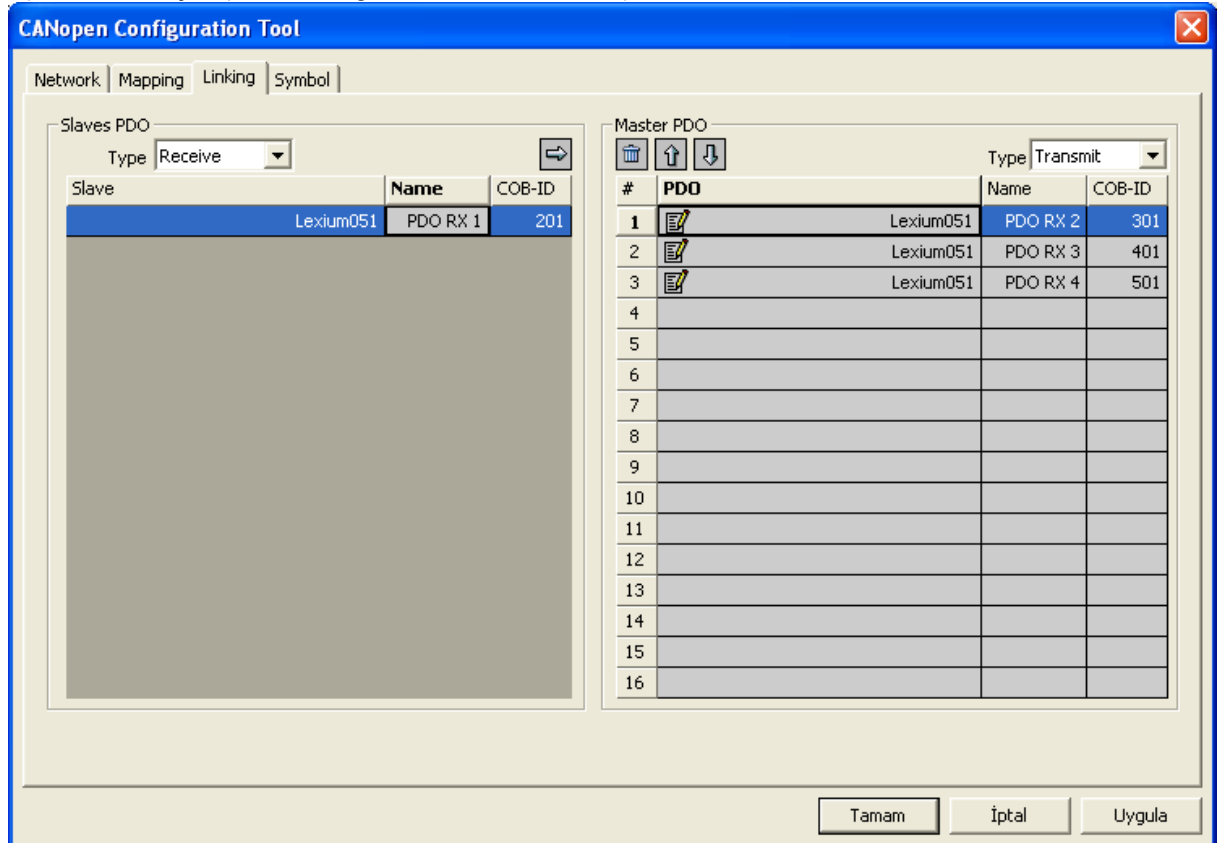 CANopen Configuration Tool
Network Mapping Linking Symbol
Slaves PDO
Type Receive
Slave Name COB-ID
Lexium051 PDO RX 1 201
Master PDO
Type Transmit
# PDO Name COB-ID
1 Lexium051 PDO RX 2 301
2 Lexium051 PDO RX 3 401
3 Lexium051 PDO RX 4 501
4
5
6
7
8
9
10
11
12
13
14
15
16
Tamam İptal Uygula